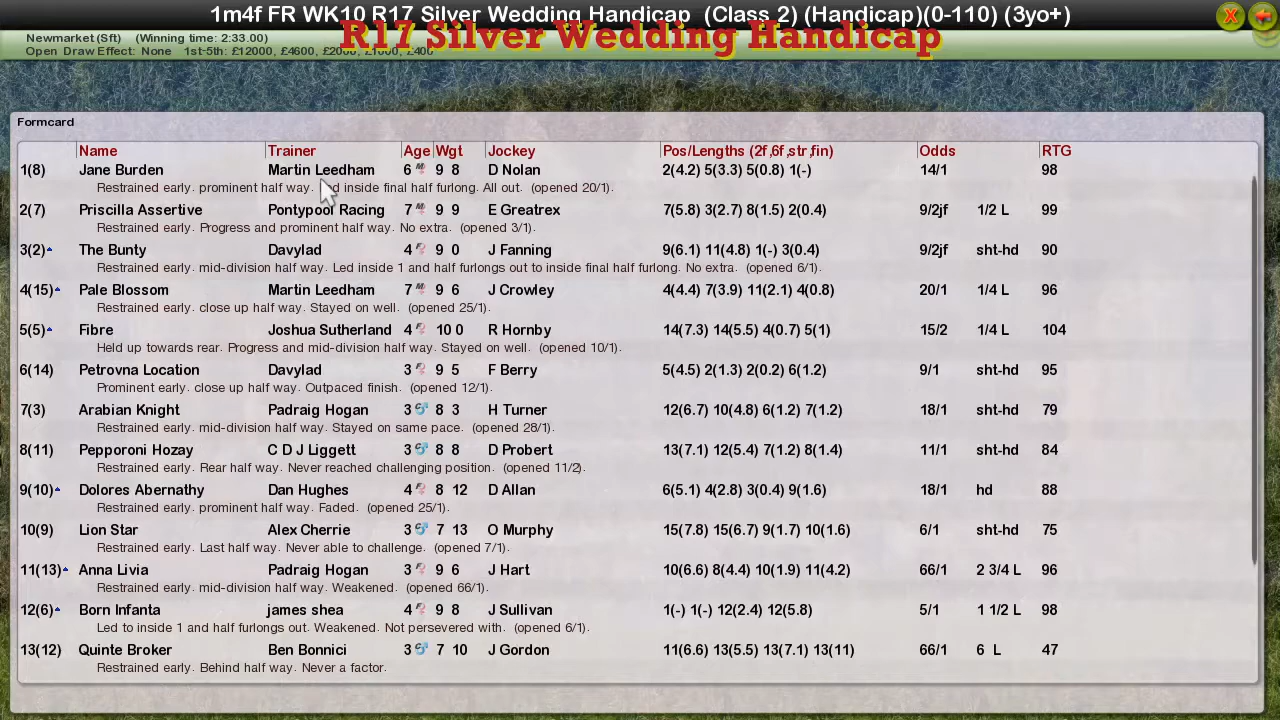 1m4f FR WK10 R17 Silver Wedding Handicap (Class 2) (Handicap)(0-110) (3yo+)
R17 Silver Wedding Handicap
Newmarket(Sft) (Winning time: 2:33.00)
Open Draw Effect: None 1st-5th: £12000, £4600, £2000, £1000, £400
Formcard
Name Trainer Age Wgt Jockey Pos/Lengths (2f,6f,str,fin) Odds RTG
1(8) Jane Burden Martin Leedham 6 9 8 D Nolan 2(4.2) 5(3.3) 5(0.8) 1(-) 14/1 98
Restrained early. prominent half way. inside final half furlong. All out. (opened 20/1).
2(7) Priscilla Assertive Pontypool Racing 7 9 9 E Greatrex 7(5.8) 3(2.7) 8(1.5) 2(0.4) 9/2jf 1/2 L 99
Restrained early. Progress and prominent half way. No extra. (opened 3/1).
3(2) The Bunty Davylad 4 9 0 J Fanning 9(6.1) 11(4.8) 1(-) 3(0.4) 9/2jf sht-hd 90
Restrained early. mid-division half way. Led inside 1 and half furlongs out to inside final half furlong. No extra. (opened 6/1).
4(15) Pale Blossom Martin Leedham 7 9 6 J Crowley 4(4.4) 7(3.9) 11(2.1) 4(0.8) 20/1 1/4 L 96
Restrained early. close up half way. Stayed on well. (opened 25/1).
5(5) Fibre Joshua Sutherland 4 10 0 R Hornby 14(7.3) 14(5.5) 4(0.7) 5(1) 15/2 1/4 L 104
Held up towards rear. Progress and mid-division half way. Stayed on well. (opened 10/1).
6(14) Petrovna Location Davylad 3 9 5 F Berry 5(4.5) 2(1.3) 2(0.2) 6(1.2) 9/1 sht-hd 95
Prominent early. close up half way. Outpaced finish. (opened 12/1).
7(3) Arabian Knight Padraig Hogan 3 8 3 H Turner 12(6.7) 10(4.8) 6(1.2) 7(1.2) 18/1 sht-hd 79
Restrained early. mid-division half way. Stayed on same pace. (opened 28/1).
8(11) Pepporoni Hozay C D J Liggett 3 8 8 D Probert 13(7.1) 12(5.4) 7(1.2) 8(1.4) 11/1 sht-hd 84
Restrained early. Rear half way. Never reached challenging position. (opened 11/2).
9(10) Dolores Abernathy Dan Hughes 4 8 12 D Allan 6(5.1) 4(2.8) 3(0.4) 9(1.6) 18/1 hd 88
Restrained early. prominent half way. Faded. (opened 25/1).
10(9) Lion Star Alex Cherrie 3 7 13 O Murphy 15(7.8) 15(6.7) 9(1.7) 10(1.6) 6/1 sht-hd 75
Restrained early. Last half way. Never able to challenge. (opened 7/1).
11(13) Anna Livia Padraig Hogan 3 9 6 J Hart 10(6.6) 8(4.4) 10(1.9) 11(4.2) 66/1 2 3/4 L 96
Restrained early. mid-division half way. Weakened. (opened 66/1).
12(6) Born Infanta james shea 4 9 8 J Sullivan 1(-) 1(-) 12(2.4) 12(5.8) 5/1 1 1/2 L 98
Led to inside 1 and half furlongs out. Weakened. Not persevered with. (opened 6/1).
13(12) Quinte Broker Ben Bonnici 3 7 10 J Gordon 11(6.6) 13(5.5) 13(7.1) 13(11) 66/1 6 L 47
Restrained early. Behind half way. Never a factor.